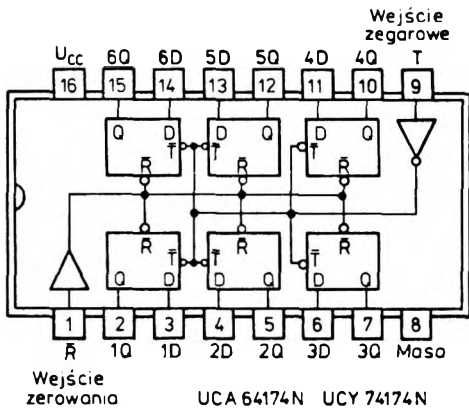 Wejście
zegarowe
UCC 6Q 6D 5D 5Q 4D 4Q T
16 15 14 13 12 11 10 9
Q D D Q D Q
T̅ T̅ T̅
R̅ R̅ R̅
R̅ R̅ R̅
T̅ T̅ T̅
Q D D Q D Q
1 2 3 4 5 6 7 8
R̅ 1Q 1D 2D 2Q 3D 3Q Masa
Wejście
zerowania
UCA 64174N UCY 74174N